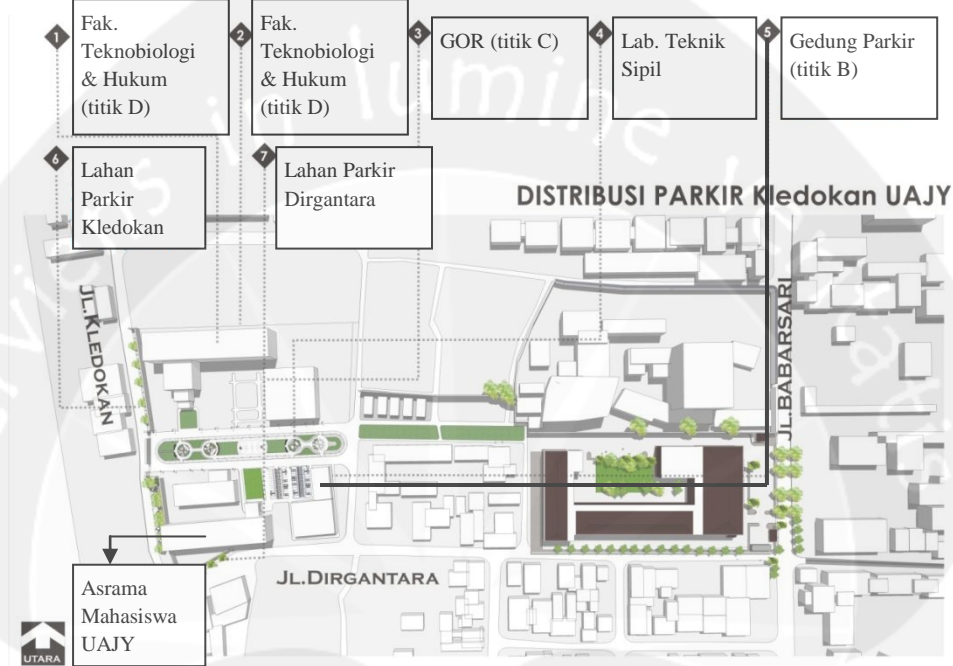 1
Fak.
Teknobiologi
& Hukum
(titik D)
2
Fak.
Teknobiologi
& Hukum
(titik D)
3
GOR (titik C)
4
Lab. Teknik
Sipil
5
Gedung Parkir
(titik B)
6
Lahan
Parkir
Kledokan
7
Lahan Parkir
Dirgantara
DISTRIBUSI PARKIR Kledokan UAJY
JL.KLEDOKAN
JL.BABARSARI
JL.DIRGANTARA
Asrama
Mahasiswa
UAJY
UTARA
in lumine